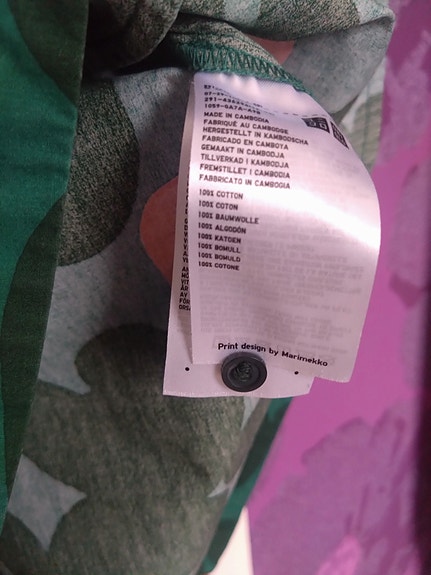 MADE IN CAMBODIA
FABRIQUÉ AU CAMBODGE
HERGESTELLT IN KAMBODSCHA
FABRICADO EN CAMBOYA
GEMAAKT IN CAMBODJA
TILLVERKAD I KAMBODJA
FREMSTILLET I CAMBODJA
FABBRICATO IN CAMBOGIA
100% COTTON
100% COTON
100% BAUMWOLLE
100% ALGODÓN
100% KATOEN
100% BOMULL
100% BOMULD
100% COTONE
Print design by Marimekko